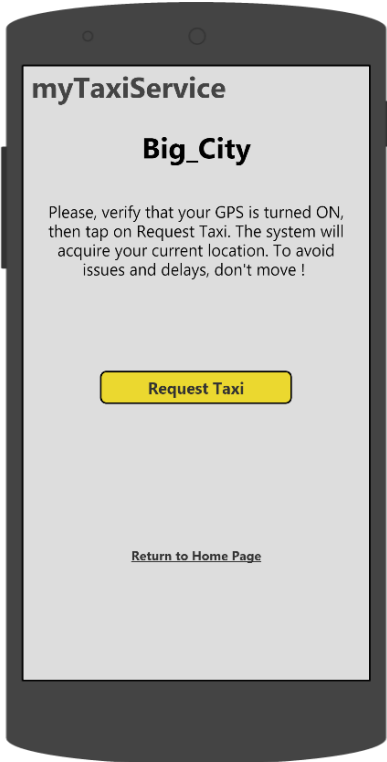 myTaxiService
Big_City
Please, verify that your GPS is turned ON,
then tap on Request Taxi. The system will
acquire your current location. To avoid
issues and delays, don't move !
Request Taxi
Return to Home Page